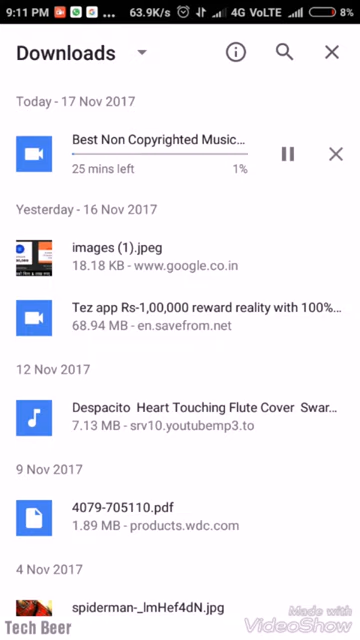 9:11 PM ... 63.9K/s 4G VoLTE 8%
Downloads
Today - 17 Nov 2017
Best Non Copyrighted Music...
25 mins left 1%
Yesterday - 16 Nov 2017
images (1).jpeg
18.18 KB - www.google.co.in
Tez app Rs-1,00,000 reward reality with 100%...
68.94 MB - en.savefrom.net
12 Nov 2017
Despacito Heart Touching Flute Cover Swar...
7.13 MB - srv10.youtubemp3.to
9 Nov 2017
4079-705110.pdf
1.89 MB - products.wdc.com
4 Nov 2017
spiderman-_lmHef4dN.jpg
Made with
Tech Beer VideoShow